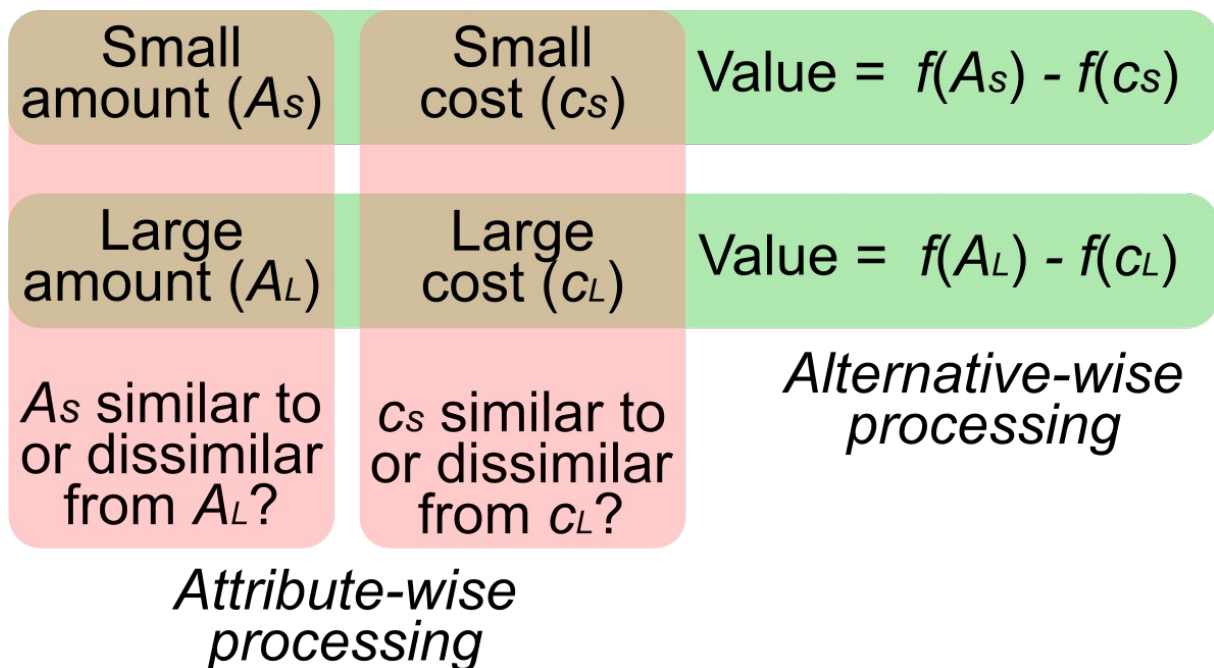 Small
amount (As)
Small
cost (cs)
Value = f(As) - f(cs)
Large
amount (AL)
Large
cost (cL)
Value = f(AL) - f(cL)
Alternative-wise
processing
As similar to
or dissimilar
from AL?
cs similar to
or dissimilar
from cL?
Attribute-wise
processing